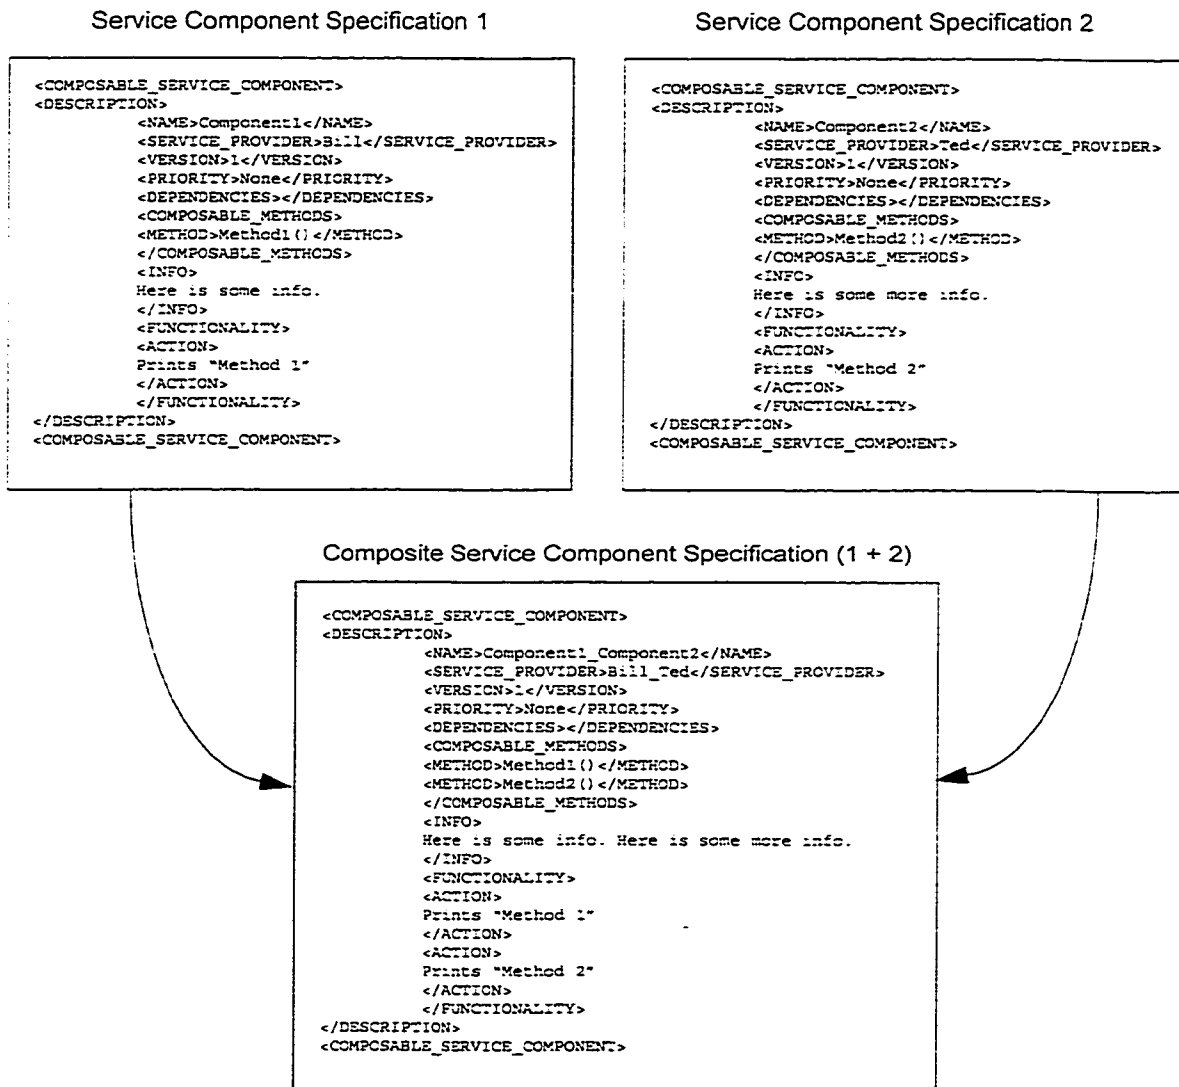 Service Component Specification 1
<COMPOSABLE_SERVICE_COMPONENT>
<DESCRIPTION>
<NAME>Component1</NAME>
<SERVICE_PROVIDER>Bill</SERVICE_PROVIDER>
<VERSION>1</VERSION>
<PRIORITY>None</PRIORITY>
<DEPENDENCIES></DEPENDENCIES>
<COMPOSABLE_METHODS>
<METHOD>Method1()</METHOD>
</COMPOSABLE_METHODS>
<INFO>
Here is some info.
</INFO>
<FUNCTIONALITY>
<ACTION>
Prints "Method 1"
</ACTION>
</FUNCTIONALITY>
</DESCRIPTION>
<COMPOSABLE_SERVICE_COMPONENT>
Service Component Specification 2
<COMPOSABLE_SERVICE_COMPONENT>
<DESCRIPTION>
<NAME>Component2</NAME>
<SERVICE_PROVIDER>Ted</SERVICE_PROVIDER>
<VERSION>1</VERSION>
<PRIORITY>None</PRIORITY>
<DEPENDENCIES></DEPENDENCIES>
<COMPOSABLE_METHODS>
<METHOD>Method2()</METHOD>
</COMPOSABLE_METHODS>
<INFO>
Here is some more info.
</INFO>
<FUNCTIONALITY>
<ACTION>
Prints "Method 2"
</ACTION>
</FUNCTIONALITY>
</DESCRIPTION>
<COMPOSABLE_SERVICE_COMPONENT>
Composite Service Component Specification (1 + 2)
<COMPOSABLE_SERVICE_COMPONENT>
<DESCRIPTION>
<NAME>Component1_Component2</NAME>
<SERVICE_PROVIDER>Bill_Ted</SERVICE_PROVIDER>
<VERSION>1</VERSION>
<PRIORITY>None</PRIORITY>
<DEPENDENCIES></DEPENDENCIES>
<COMPOSABLE_METHODS>
<METHOD>Method1()</METHOD>
<METHOD>Method2()</METHOD>
</COMPOSABLE_METHODS>
<INFO>
Here is some info. Here is some more info.
</INFO>
<FUNCTIONALITY>
<ACTION>
Prints "Method 1"
</ACTION>
<ACTION>
Prints "Method 2"
</ACTION>
</FUNCTIONALITY>
</DESCRIPTION>
<COMPOSABLE_SERVICE_COMPONENT>